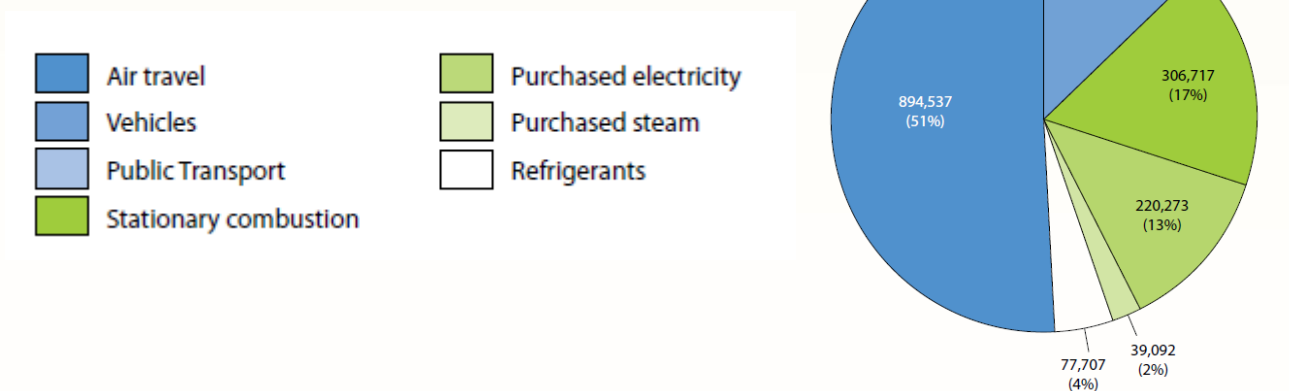 Air travel
Vehicles
Public Transport
Stationary combustion
Purchased electricity
Purchased steam
Refrigerants
894,537
(51%)
306,717
(17%)
220,273
(13%)
39,092
(2%)
77,707
(4%)